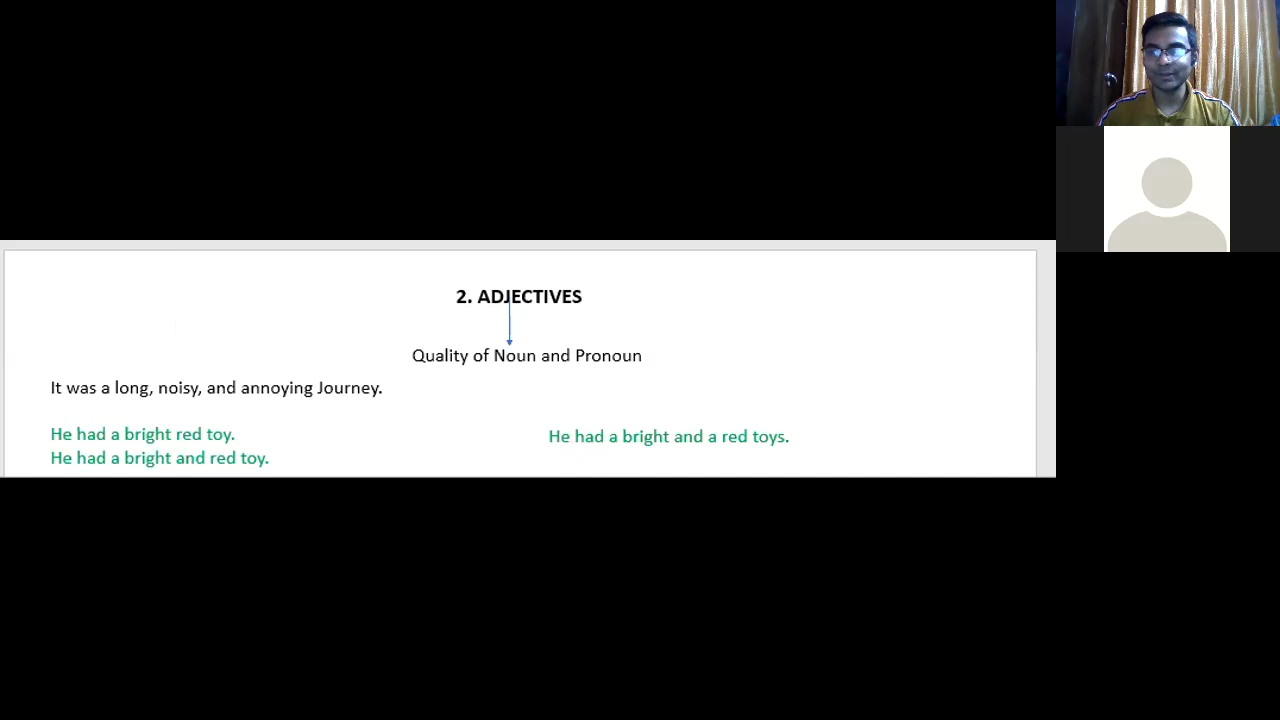 2. ADJECTIVES
Quality of Noun and Pronoun
It was a long, noisy, and annoying Journey.
He had a bright red toy.
He had a bright and a red toys.
He had a bright and red toy.